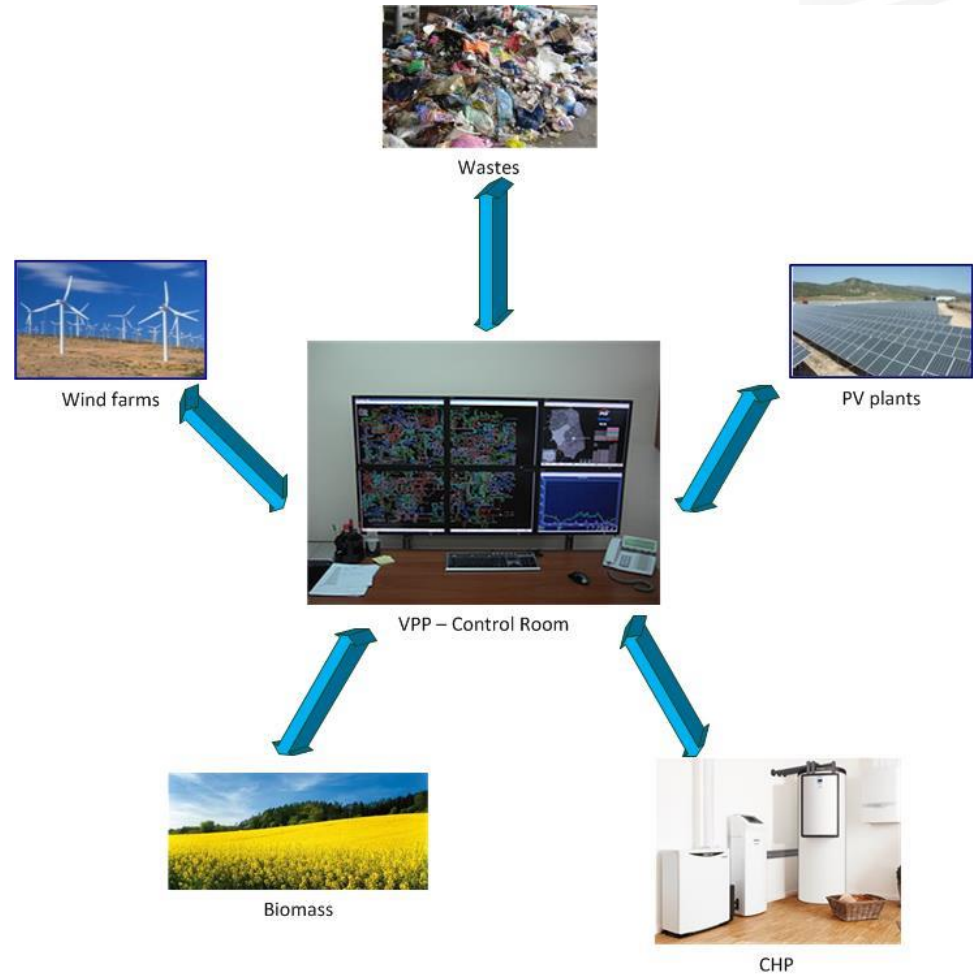 Wastes
Wind farms
PV plants
VPP – Control Room
Biomass
CHP